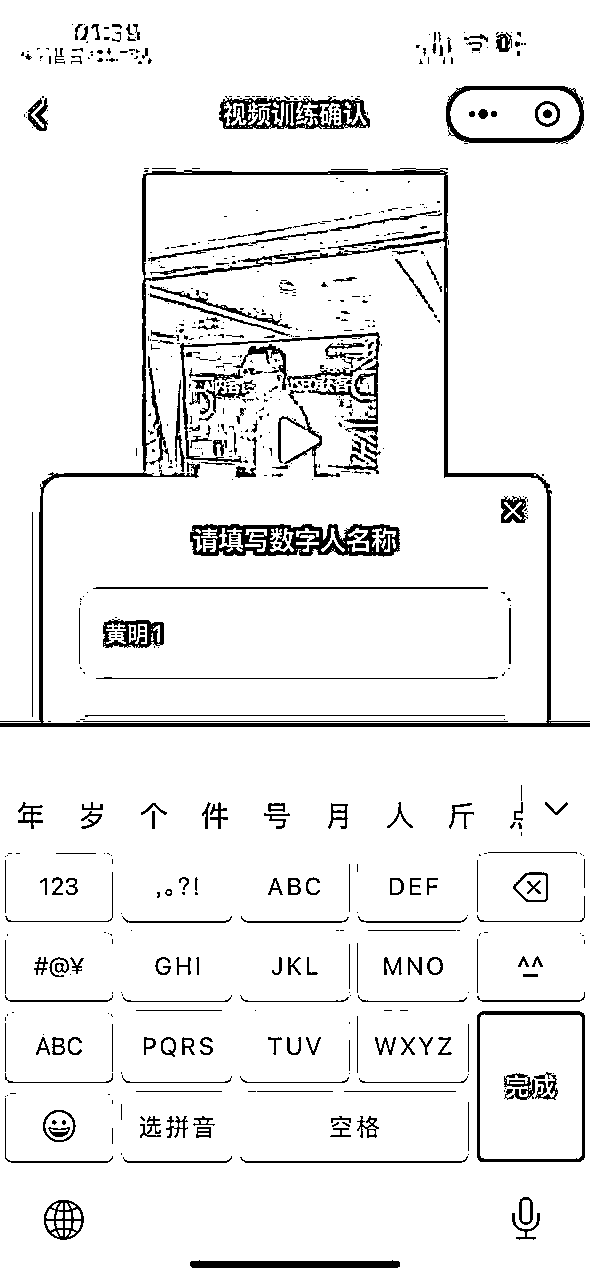 01:39
视频训练确认
请填写数字人名称
黄明1
年 岁 个 件 号 月 人 斤
123 ,。?! ABC DEF
#@¥ GHI JKL MNO ^^
ABC PQRS TUV WXYZ
完成
选拼音 空格